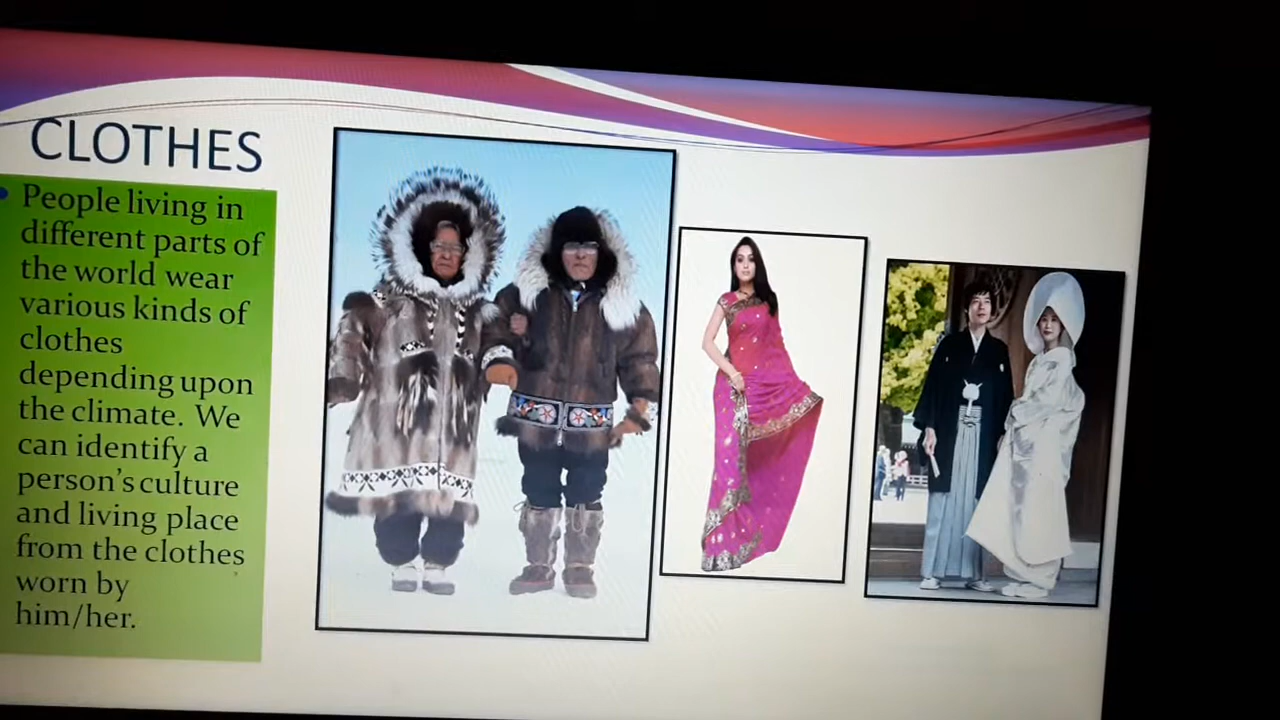 CLOTHES
People living in
different parts of
the world wear
various kinds of
clothes
depending upon
the climate. We
can identify a
person's culture
and living place
from the clothes
worn by
him/her.